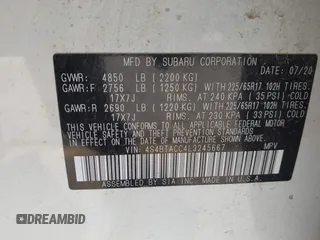 MFD. BY SUBARU CORPORATION 07/20
GVWR: 4850 LB (2200 KG)
GAWR:F 2756 LB (1250 KG) WITH 225/65R17 102H TIRES.
17X7J RIMS. AT 240 KPA (35 PSI) COLD
GAWR:R 2690 LB (1220 KG) WITH 225/65R17 102H TIRES.
17X7J RIMS. AT 230 KPA (33 PSI) COLD
THIS VEHICLE CONFORMS TO ALL APPLICABLE FEDERAL MOTOR
VEHICLE SAFETY, BUMPER, AND THEFT PREVENTION STANDARDS
IN EFFECT ON THE DATE OF MANUFACTURE SHOWN ABOVE.
VIN: 4S4BTACC4L3245667 MPV
ASSEMBLED BY SIA INC. MADE IN U.S.A.